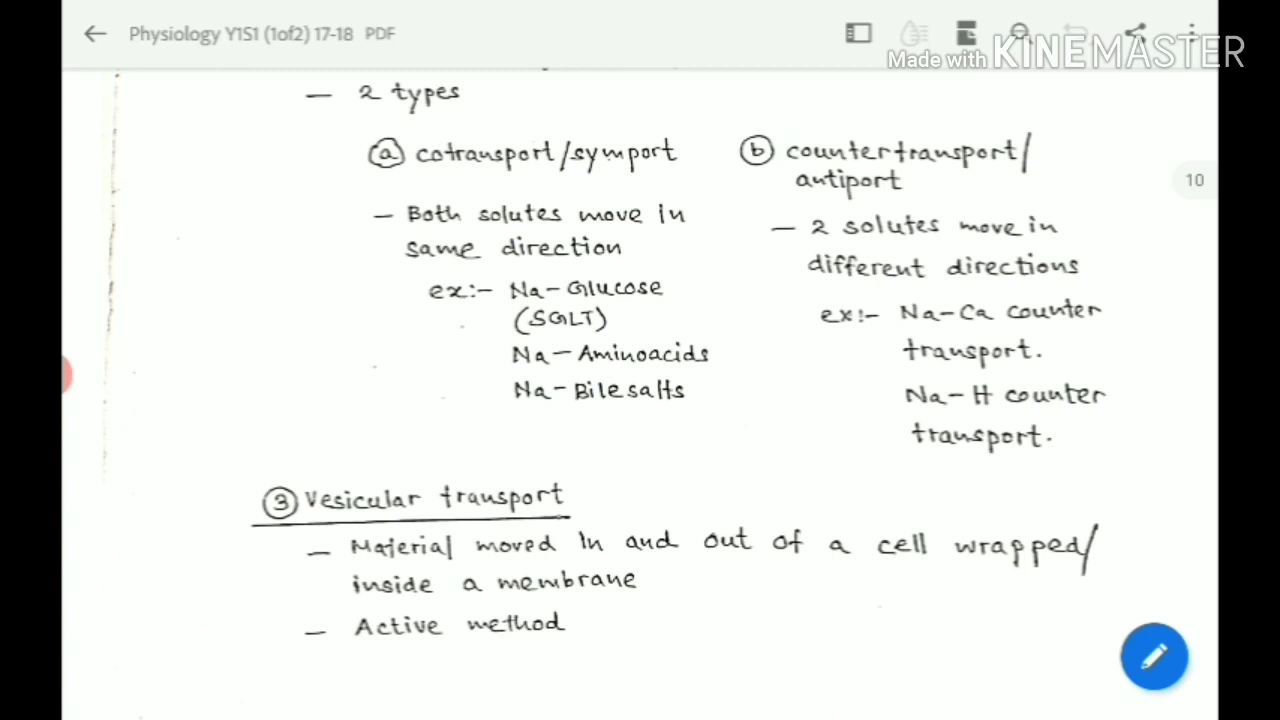 Physiology Y1S1 (1of2) 17-18 PDF
Made with KINEMASTER
— 2 types
(a) cotransport/symport
— Both solutes move in
same direction
ex:- Na-Glucose
(SGLT)
Na-Aminoacids
Na-Bilesalts
(b) countertransport/
antiport
— 2 solutes move in
different directions
ex:- Na-Ca counter
transport.
Na-H counter
transport.
10
(3) Vesicular transport
— Material moved in and out of a cell wrapped/
inside a membrane
— Active method